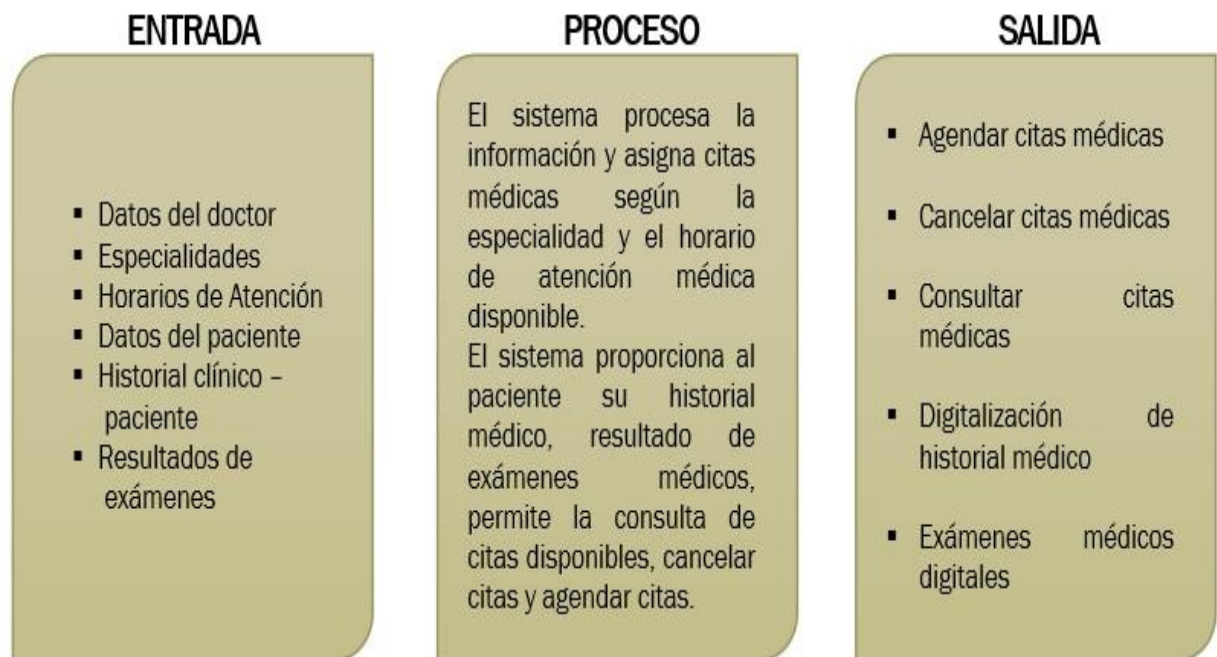 ENTRADA
▪ Datos del doctor
▪ Especialidades
▪ Horarios de Atención
▪ Datos del paciente
▪ Historial clínico –
paciente
▪ Resultados de
exámenes
PROCESO
El sistema procesa la
información y asigna citas
médicas según la
especialidad y el horario
de atención médica
disponible.
El sistema proporciona al
paciente su historial
médico, resultado de
exámenes médicos,
permite la consulta de
citas disponibles, cancelar
citas y agendar citas.
SALIDA
▪ Agendar citas médicas
▪ Cancelar citas médicas
▪ Consultar citas
médicas
▪ Digitalización de
historial médico
▪ Exámenes médicos
digitales